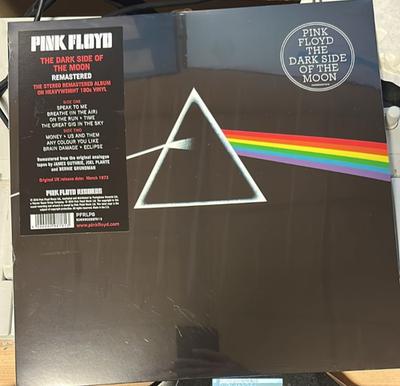 PINK FLOYD
THE DARK SIDE OF
THE MOON
REMASTERED
THE STEREO REMASTERED ALBUM
ON HEAVYWEIGHT 180g VINYL
SIDE ONE
SPEAK TO ME
BREATHE (IN THE AIR)
ON THE RUN • TIME
THE GREAT GIG IN THE SKY
SIDE TWO
MONEY • US AND THEM
ANY COLOUR YOU LIKE
BRAIN DAMAGE • ECLIPSE
Remastered from the original analogue
tapes by JAMES GUTHRIE, JOEL PLANTE
and BERNIE GRUNDMAN
Original UK release date: March 1973
PINK FLOYD RECORDS
PFRLP8
www.pinkfloyd.com
PINK
FLOYD
THE
DARK SIDE
OF THE
MOON